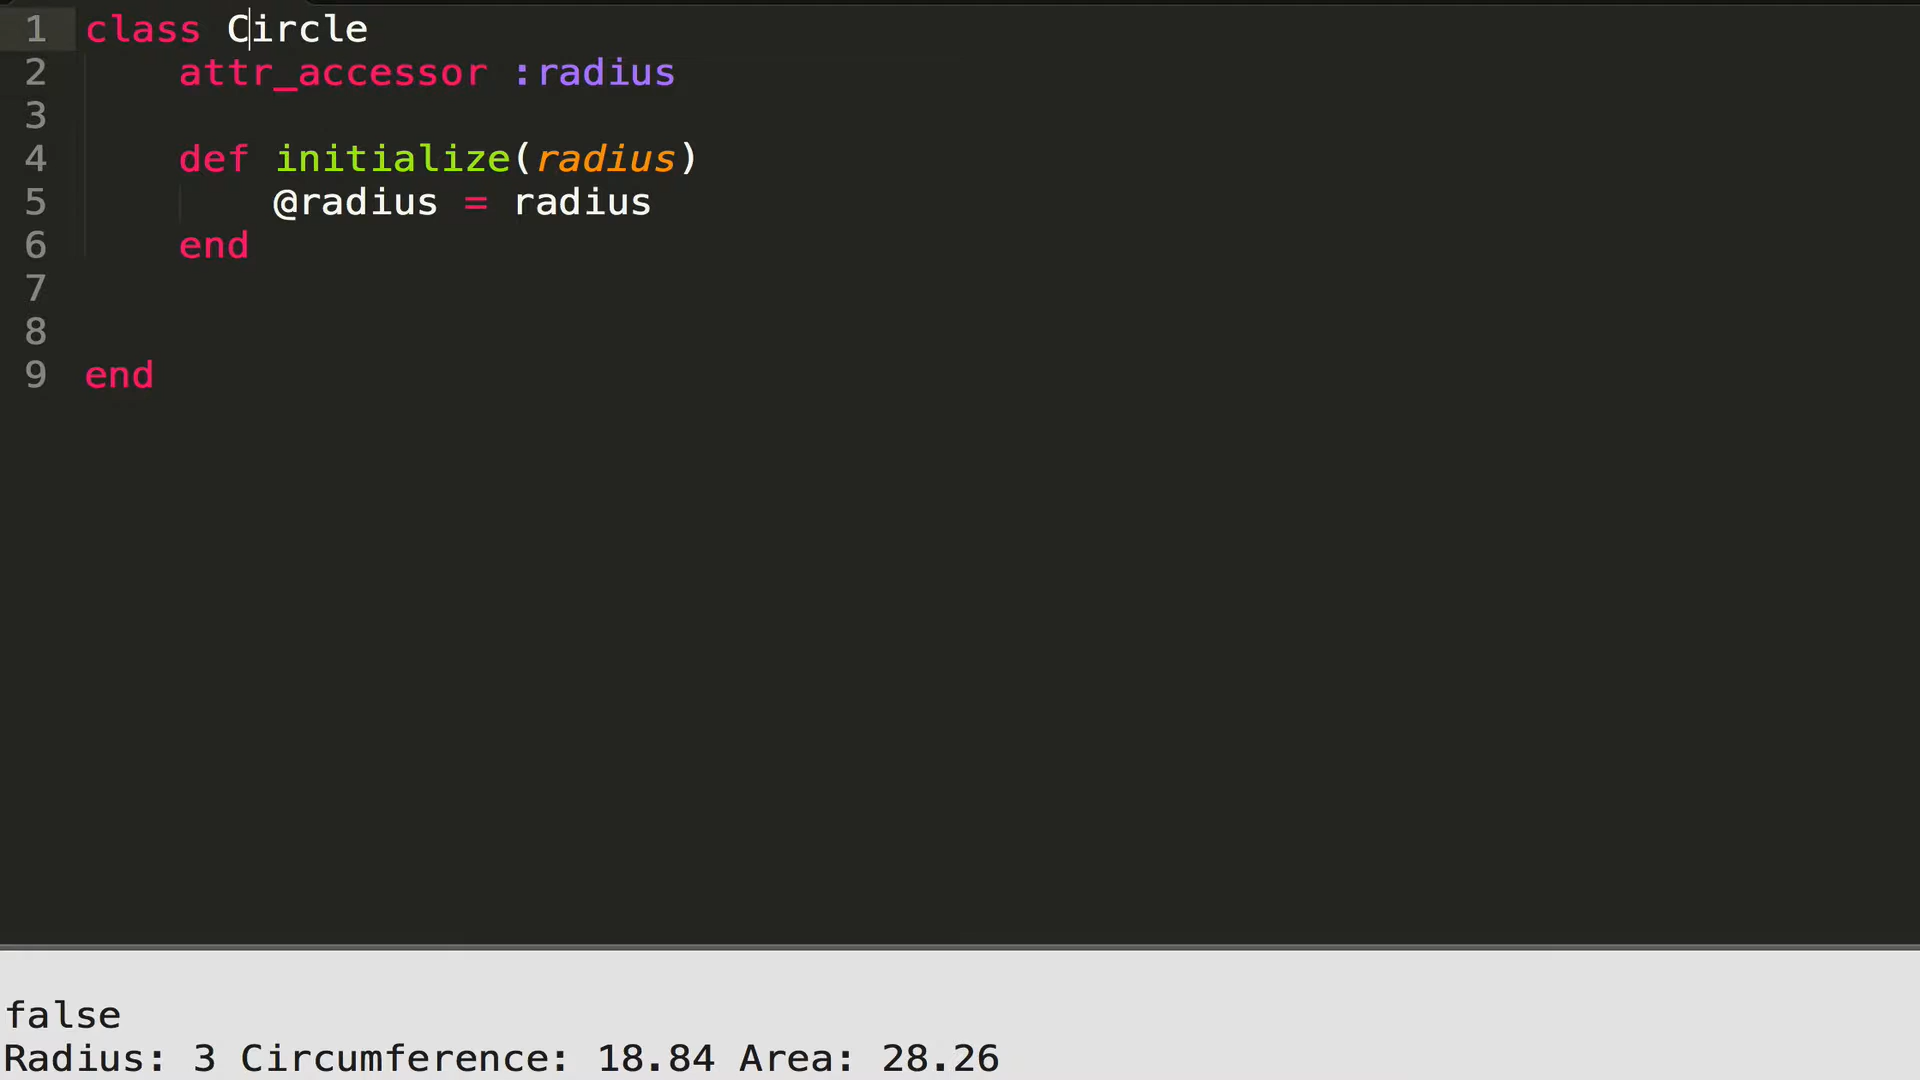 1 class Circle
2 attr_accessor :radius
3
4 def initialize(radius)
5 @radius = radius
6 end
7
8
9 end
false
Radius: 3 Circumference: 18.84 Area: 28.26